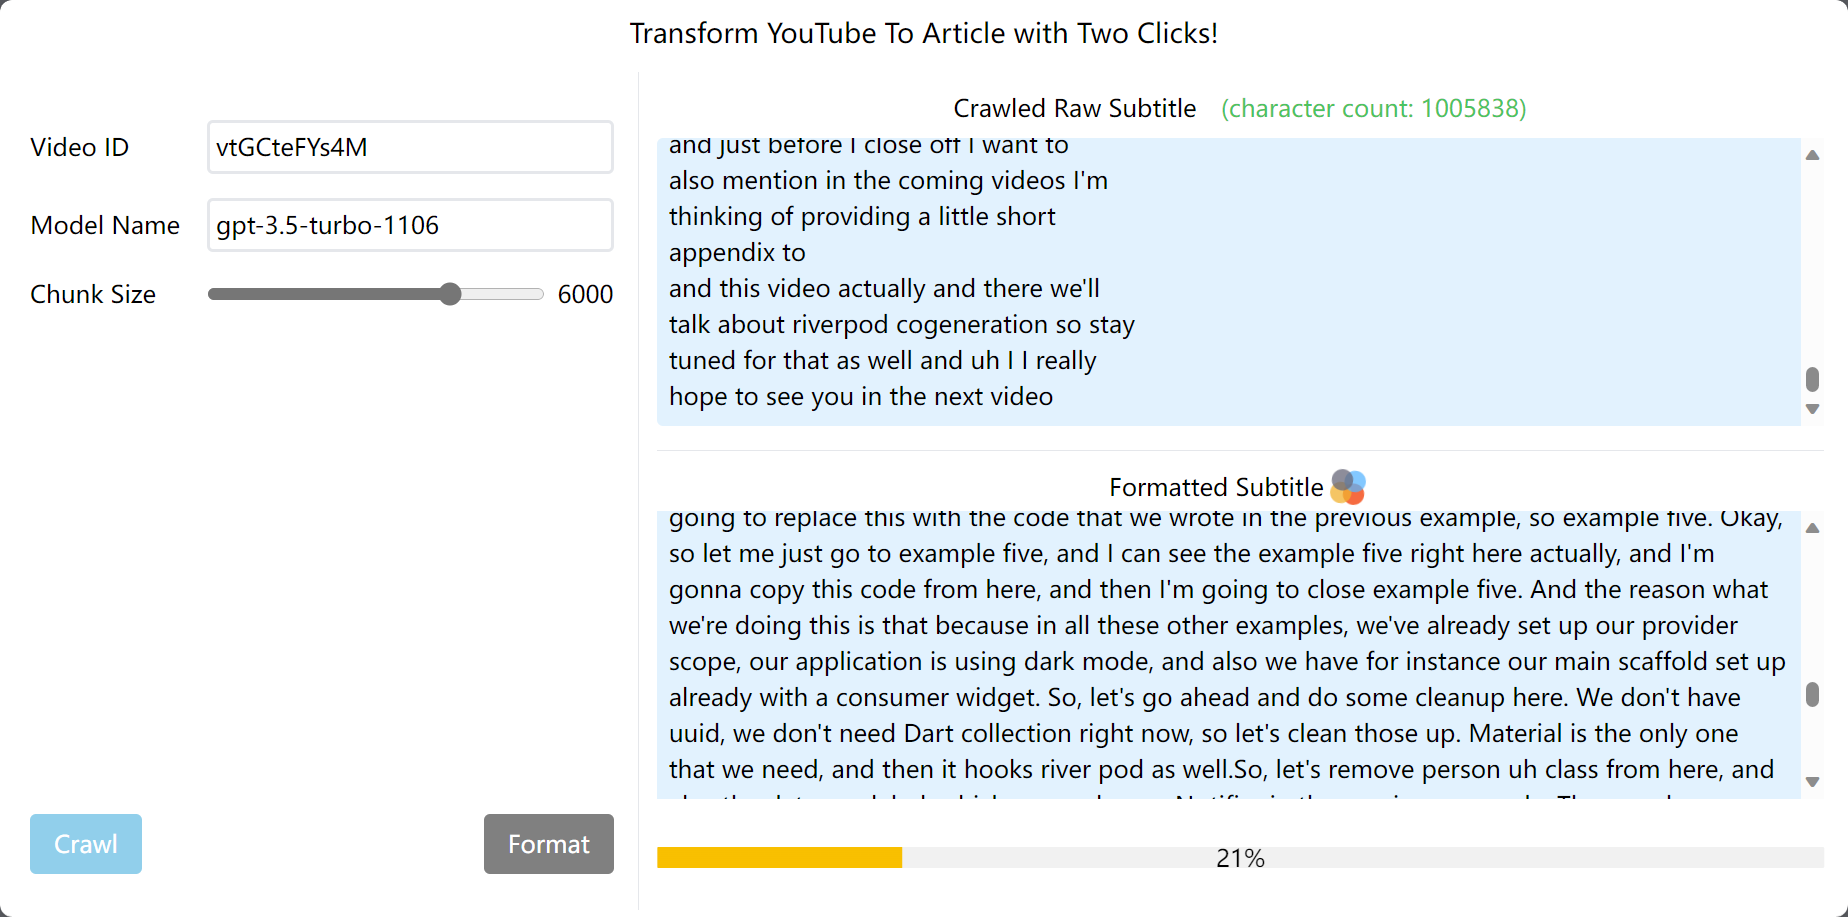 Transform YouTube To Article with Two Clicks!
Video ID
vtGCteFYs4M
Model Name
gpt-3.5-turbo-1106
Chunk Size
6000
Crawl
Format
Crawled Raw Subtitle (character count: 1005838)
and just before I close off I want to
also mention in the coming videos I'm
thinking of providing a little short
appendix to
and this video actually and there we'll
talk about riverpod cogeneration so stay
tuned for that as well and uh I I really
hope to see you in the next video
Formatted Subtitle
going to replace this with the code that we wrote in the previous example, so example five. Okay,
so let me just go to example five, and I can see the example five right here actually, and I'm
gonna copy this code from here, and then I'm going to close example five. And the reason what
we're doing this is that because in all these other examples, we've already set up our provider
scope, our application is using dark mode, and also we have for instance our main scaffold set up
already with a consumer widget. So, let's go ahead and do some cleanup here. We don't have
uuid, we don't need Dart collection right now, so let's clean those up. Material is the only one
that we need, and then it hooks river pod as well.So, let's remove person uh class from here, and
21%